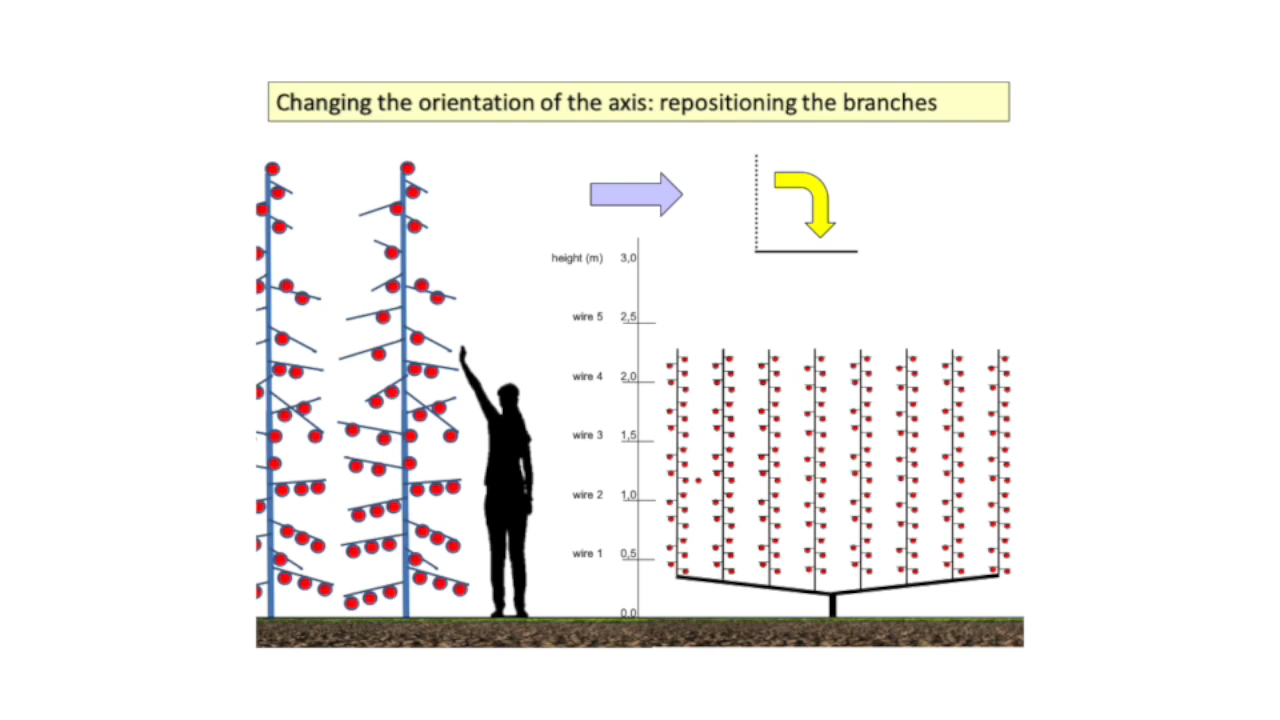 Changing the orientation of the axis: repositioning the branches
height (m) 3,0
wire 5 2,5
wire 4 2,0
wire 3 1,5
wire 2 1,0
wire 1 0,5
0,0